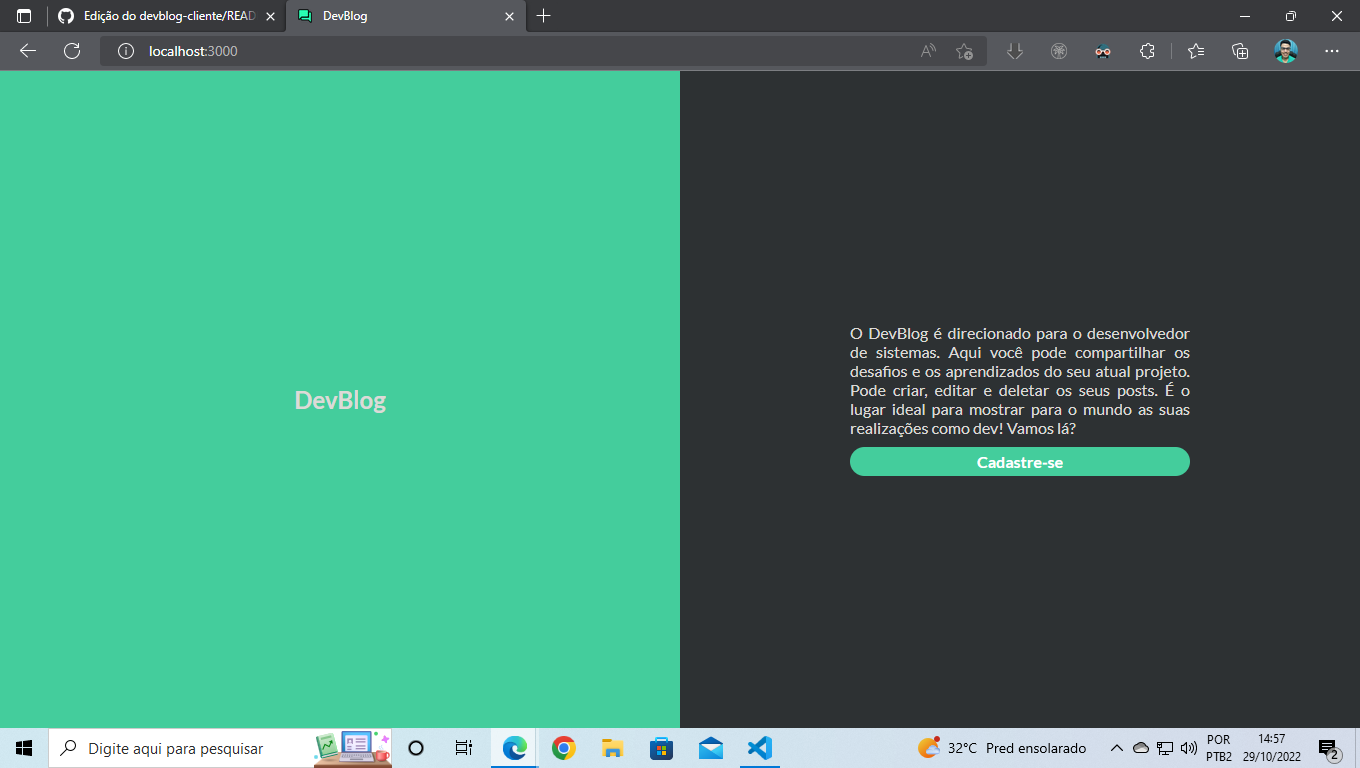 Edição do devblog-cliente/READ
DevBlog
localhost:3000
DevBlog
O DevBlog é direcionado para o desenvolvedor
de sistemas. Aqui você pode compartilhar os
desafios e os aprendizados do seu atual projeto.
Pode criar, editar e deletar os seus posts. É o
lugar ideal para mostrar para o mundo as suas
realizações como dev! Vamos lá?
Cadastre-se
Digite aqui para pesquisar
32°C Pred ensolarado
POR
PTB2
14:57
29/10/2022
2